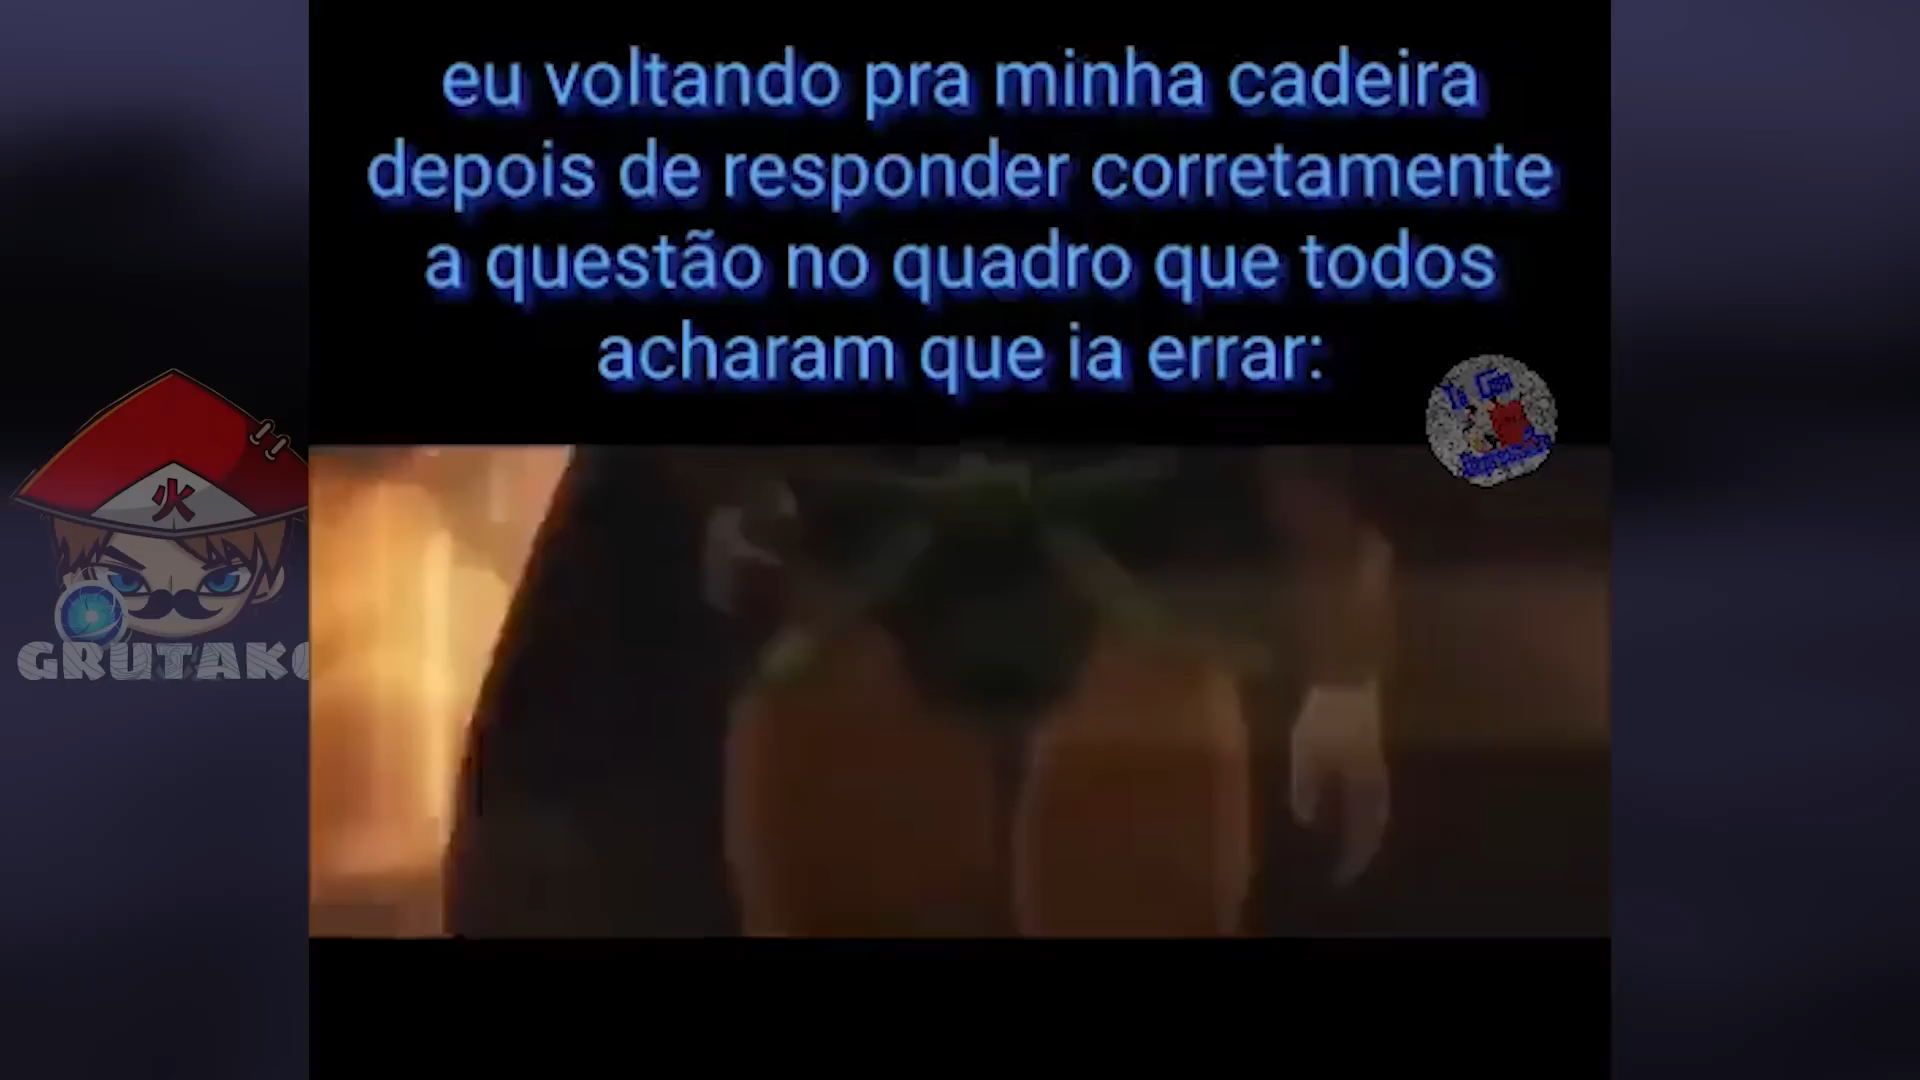 eu voltando pra minha cadeira
depois de responder corretamente
a questão no quadro que todos
acharam que ia errar:
火
GRUTAKO